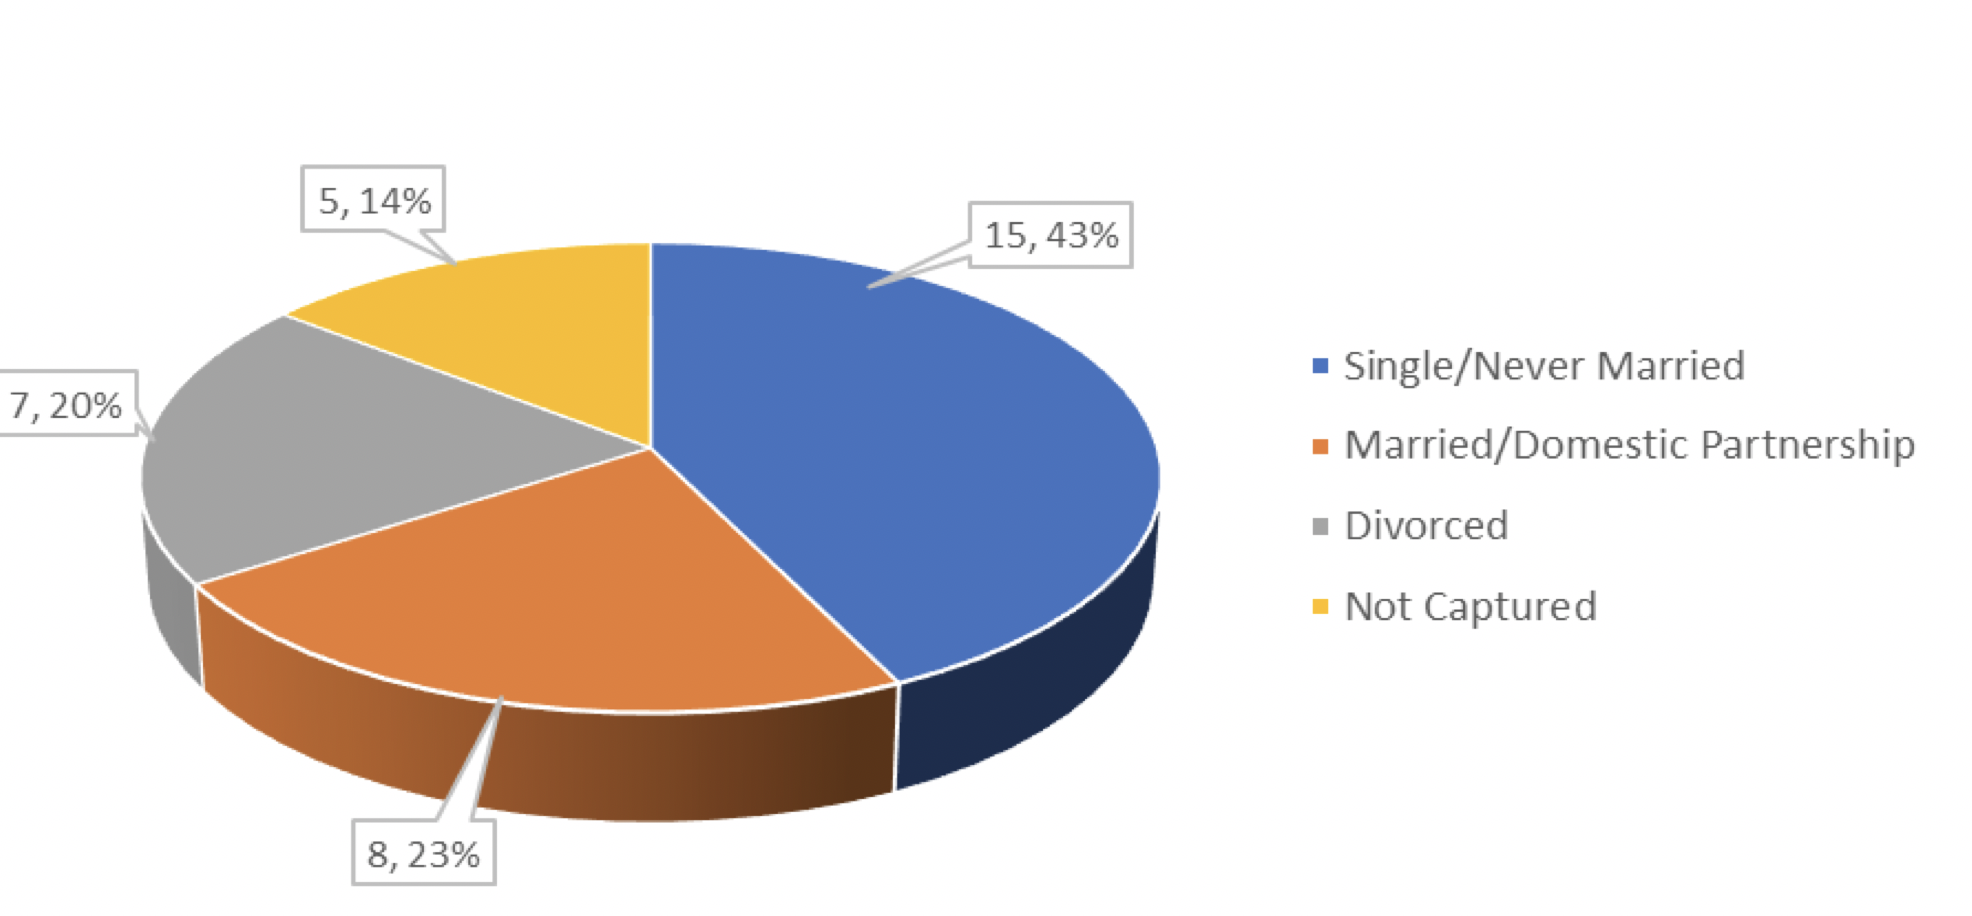 5, 14%
15, 43%
7, 20%
8, 23%
Single/Never Married
Married/Domestic Partnership
Divorced
Not Captured